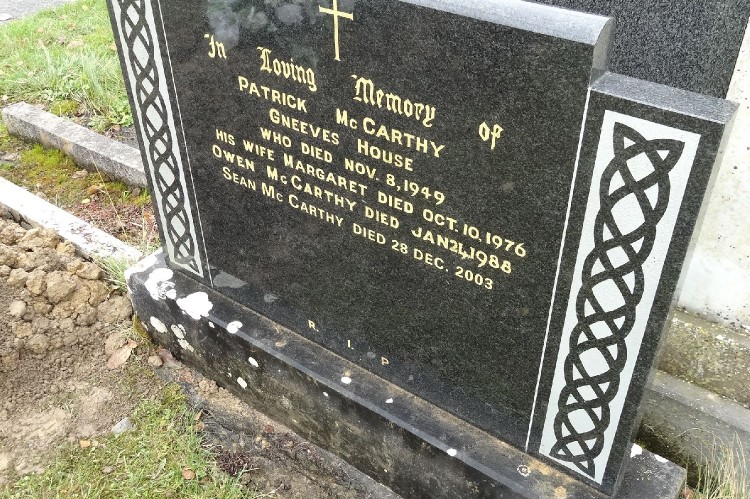 In Loving Memory of
PATRICK McCARTHY
GNEEVES HOUSE
WHO DIED NOV. 8, 1949
HIS WIFE MARGARET DIED OCT. 10, 1976
OWEN McCARTHY DIED JAN 24, 1988
SEAN McCARTHY DIED 28 DEC. 2003
R. I. P